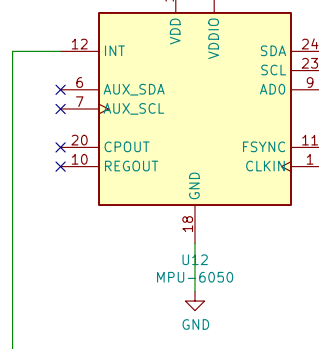 VDD
VDDIO
12
INT
SDA
24
SCL
23
6
AUX_SDA
AD0
9
7
AUX_SCL
20
CPOUT
FSYNC
11
10
REGOUT
CLKIN
1
GND
18
U12
MPU-6050
GND